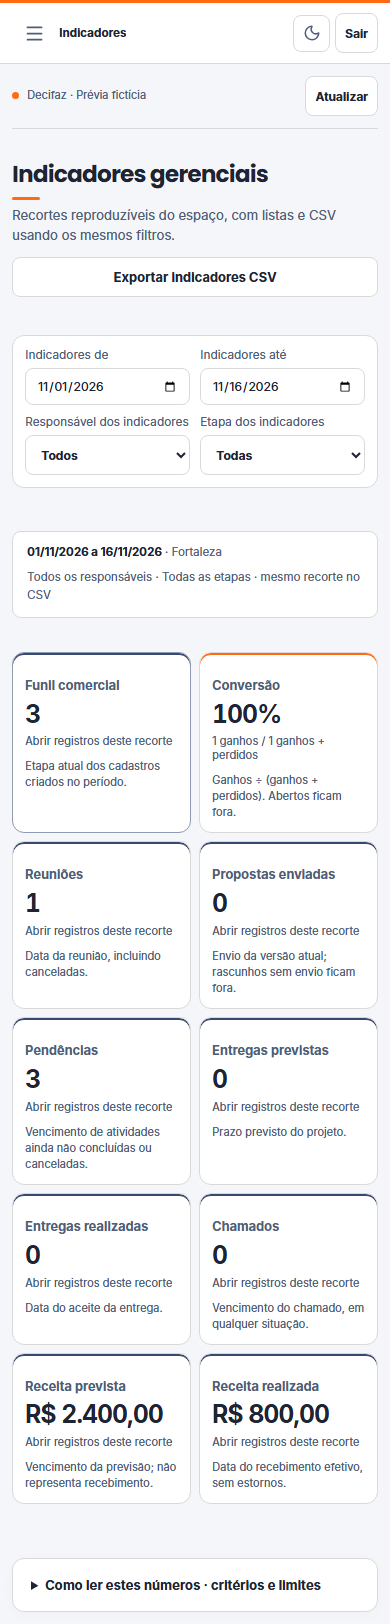 Indicadores
Sair
Decifaz · Prévia fictícia
Atualizar
Indicadores gerenciais
Recortes reproduzíveis do espaço, com listas e CSV
usando os mesmos filtros.
Exportar indicadores CSV
Indicadores de
Indicadores até
11/01/2026
11/16/2026
Responsável dos indicadores
Etapa dos indicadores
Todos
Todas
01/11/2026 a 16/11/2026 · Fortaleza
Todos os responsáveis · Todas as etapas · mesmo recorte no
CSV
Funil comercial
3
Abrir registros deste recorte
Etapa atual dos cadastros
criados no período.
Conversão
100%
1 ganhos / 1 ganhos +
perdidos
Ganhos ÷ (ganhos +
perdidos). Abertos ficam
fora.
Reuniões
1
Abrir registros deste recorte
Data da reunião, incluindo
canceladas.
Propostas enviadas
0
Abrir registros deste recorte
Envio da versão atual;
rascunhos sem envio ficam
fora.
Pendências
3
Abrir registros deste recorte
Vencimento de atividades
ainda não concluídas ou
canceladas.
Entregas previstas
0
Abrir registros deste recorte
Prazo previsto do projeto.
Entregas realizadas
0
Abrir registros deste recorte
Data do aceite da entrega.
Chamados
0
Abrir registros deste recorte
Vencimento do chamado, em
qualquer situação.
Receita prevista
R$ 2.400,00
Abrir registros deste recorte
Vencimento da previsão; não
representa recebimento.
Receita realizada
R$ 800,00
Abrir registros deste recorte
Data do recebimento efetivo,
sem estornos.
Como ler estes números · critérios e limites